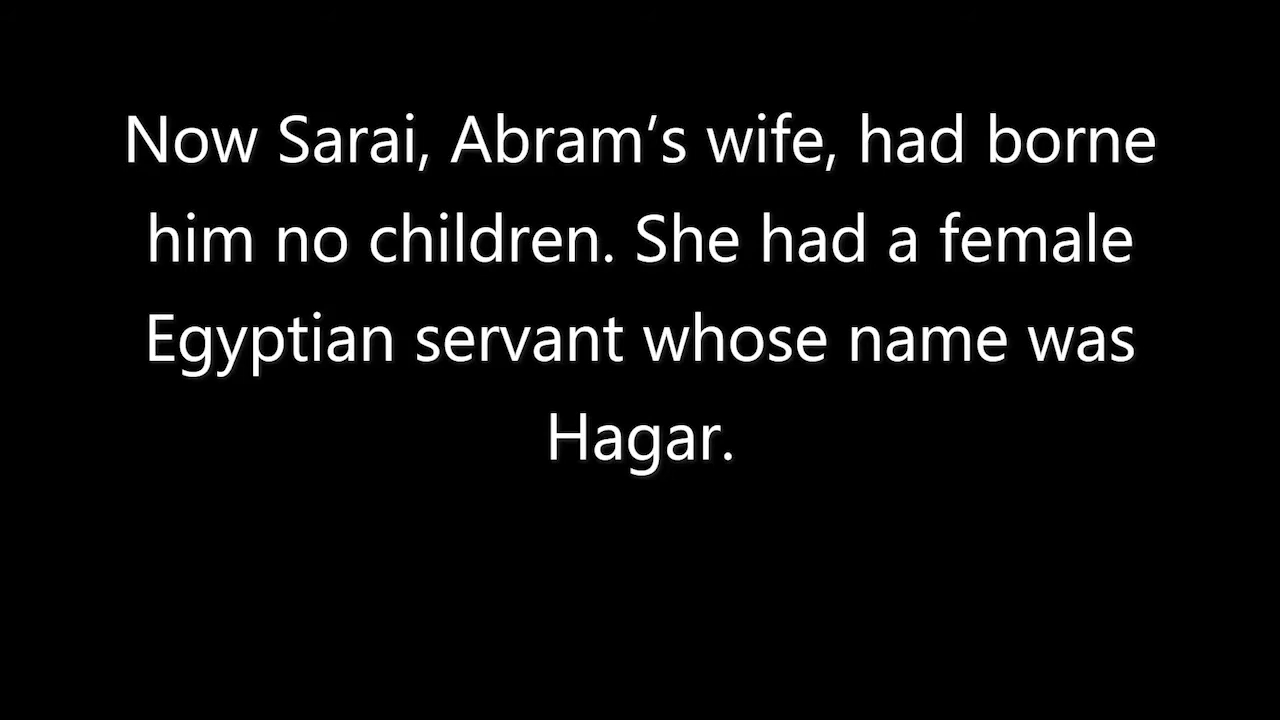 Now Sarai, Abram’s wife, had borne
him no children. She had a female
Egyptian servant whose name was
Hagar.